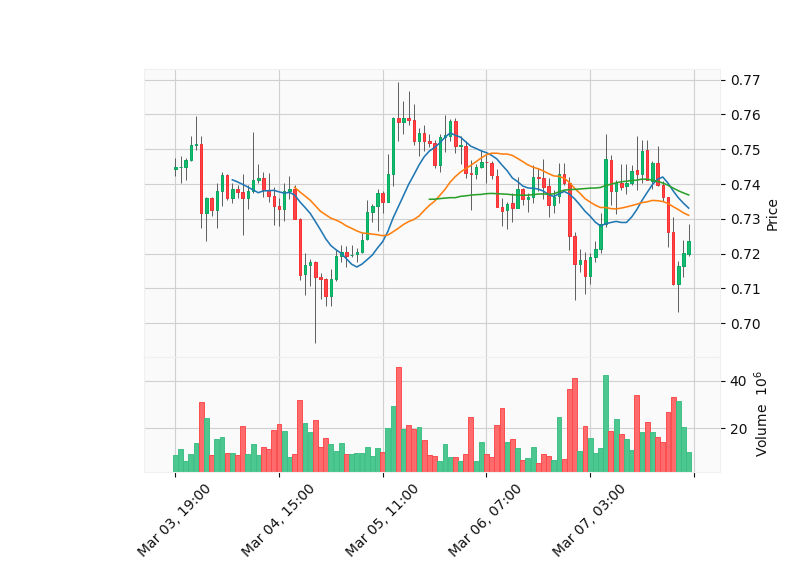 0.77
0.76
0.75
0.74
0.73
0.72
0.71
0.70
Price
40
20
Volume 10^6
Mar 03, 19:00
Mar 04, 15:00
Mar 05, 11:00
Mar 06, 07:00
Mar 07, 03:00